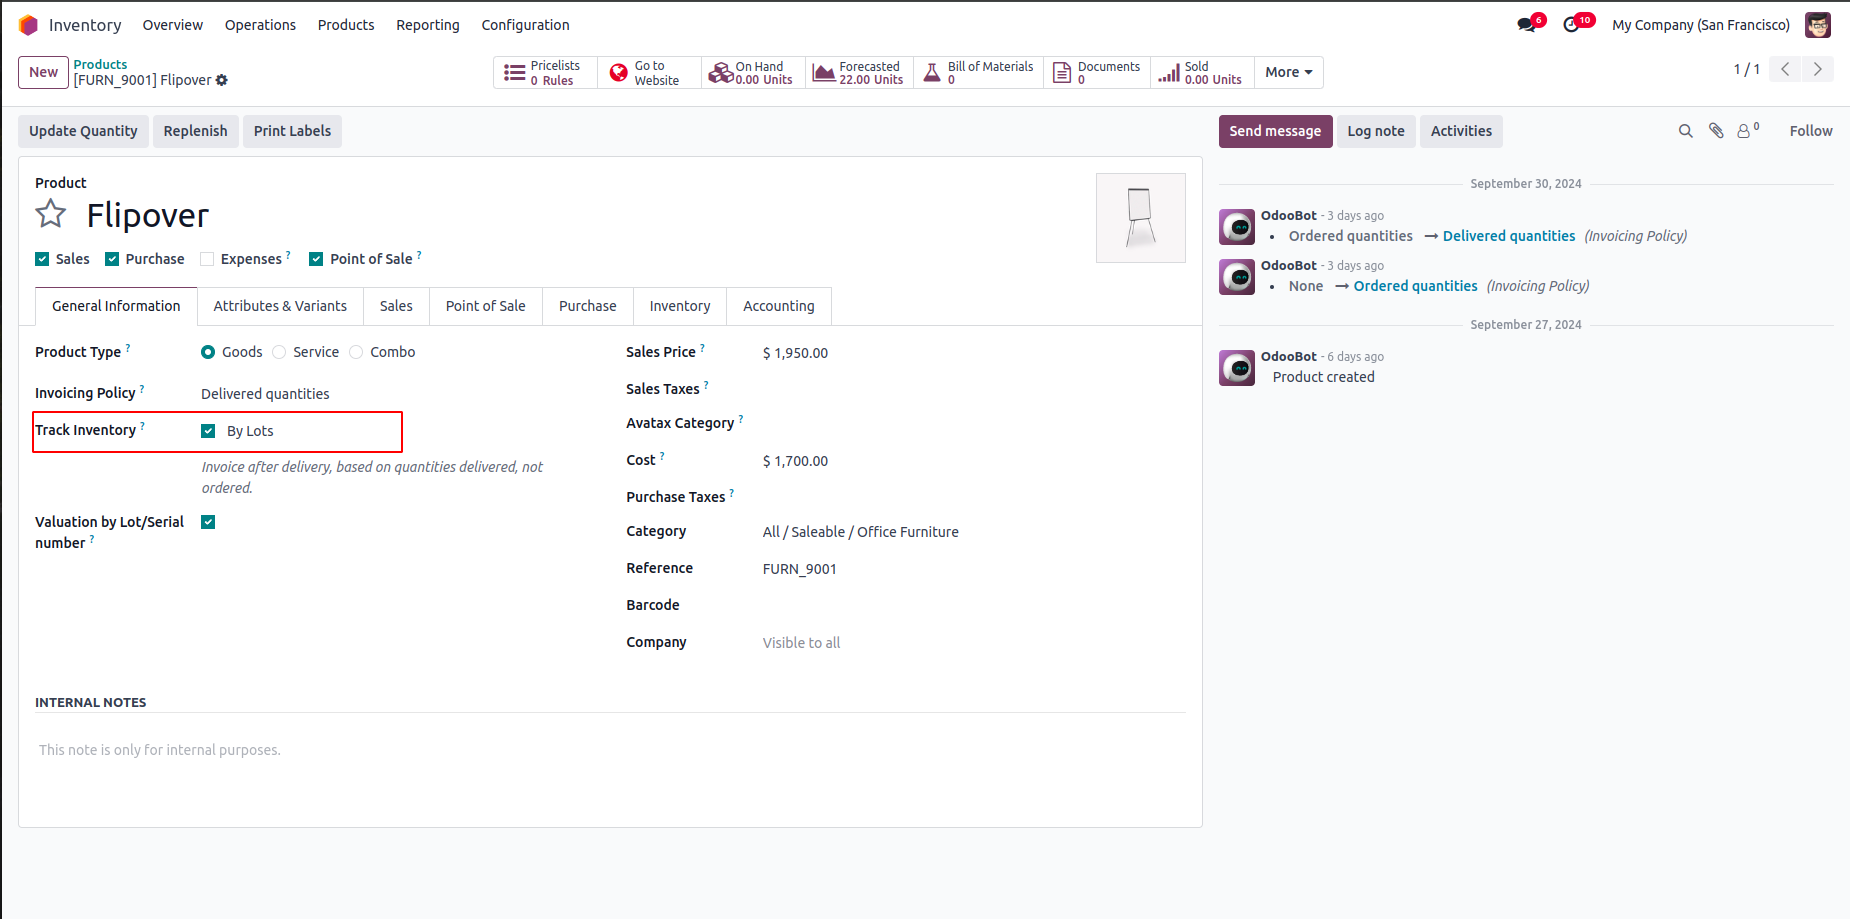 Inventory Overview Operations Products Reporting Configuration 6 10 My Company (San Francisco)
New Products
[FURN_9001] Flipover
Pricelists
0 Rules
Go to
Website
On Hand
0.00 Units
Forecasted
22.00 Units
Bill of Materials
0
Documents
0
Sold
0.00 Units
More
1 / 1
Update Quantity Replenish Print Labels
Send message Log note Activities 0 Follow
Product
Flipover
Sales Purchase Expenses ? Point of Sale ?
General Information Attributes & Variants Sales Point of Sale Purchase Inventory Accounting
Product Type ? Goods Service Combo
Invoicing Policy ? Delivered quantities
Track Inventory ? By Lots
Invoice after delivery, based on quantities delivered, not
ordered.
Valuation by Lot/Serial
number ?
Sales Price ? $ 1,950.00
Sales Taxes ?
Avatax Category ?
Cost ? $ 1,700.00
Purchase Taxes ?
Category All / Saleable / Office Furniture
Reference FURN_9001
Barcode
Company Visible to all
INTERNAL NOTES
This note is only for internal purposes.
September 30, 2024
OdooBot - 3 days ago
• Ordered quantities → Delivered quantities (Invoicing Policy)
OdooBot - 3 days ago
• None → Ordered quantities (Invoicing Policy)
September 27, 2024
OdooBot - 6 days ago
Product created